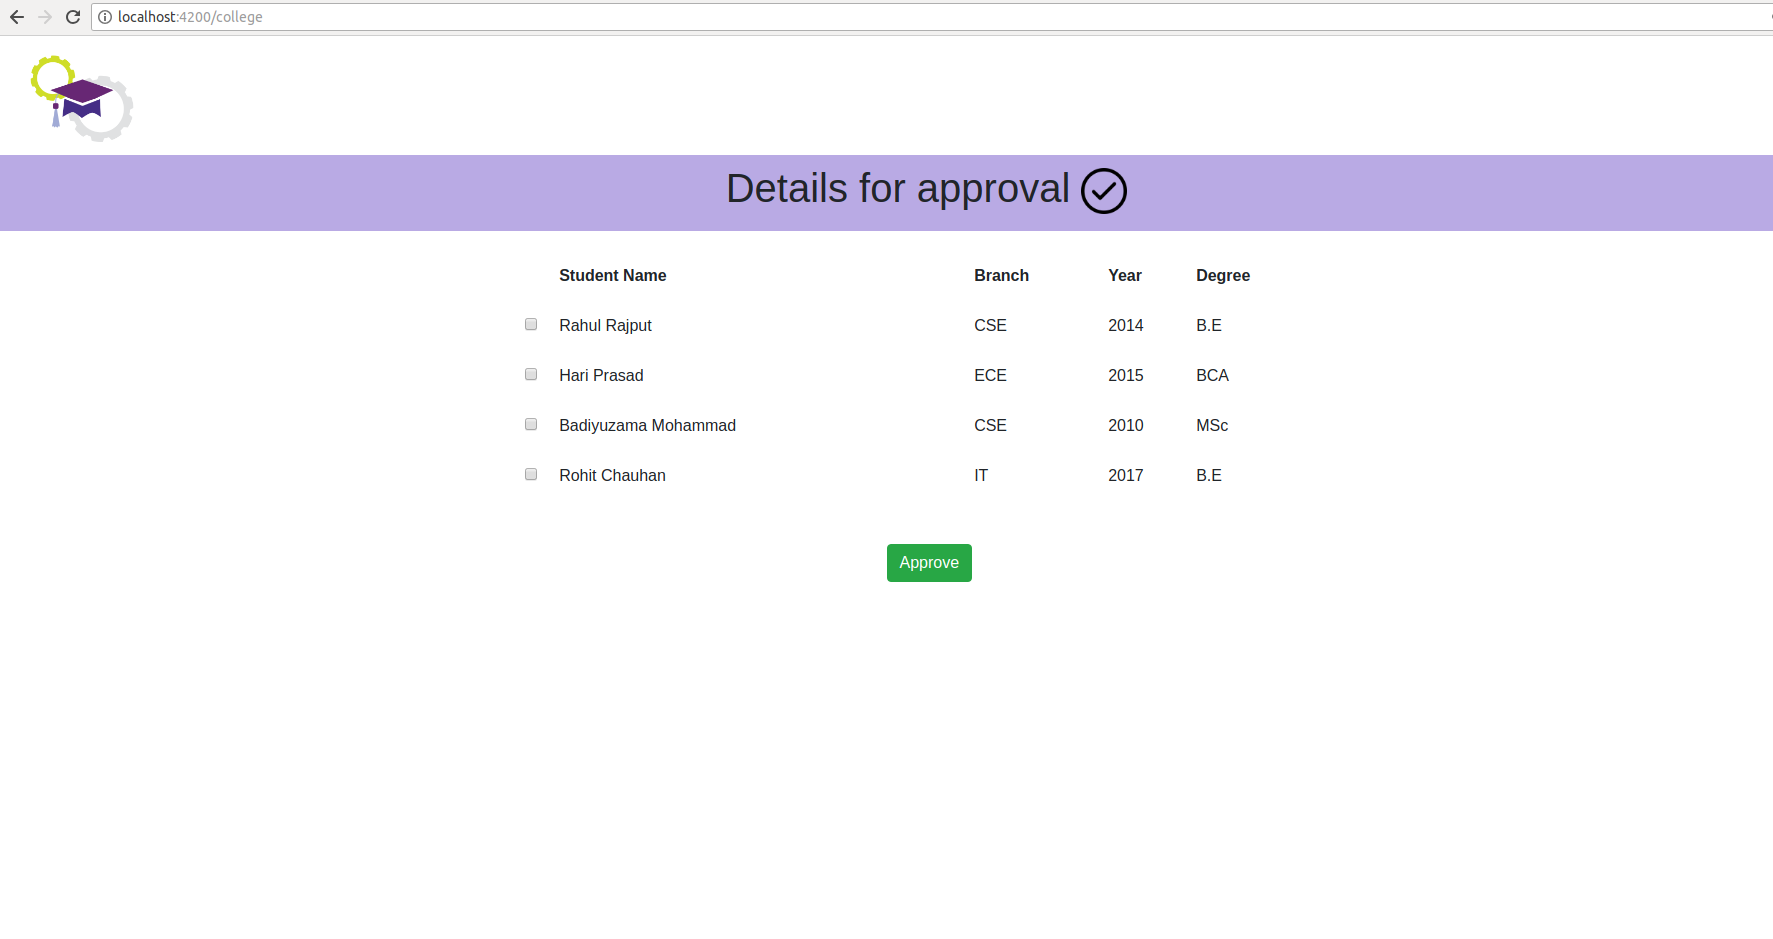 localhost:4200/college
Details for approval
Student Name Branch Year Degree
Rahul Rajput CSE 2014 B.E
Hari Prasad ECE 2015 BCA
Badiyuzama Mohammad CSE 2010 MSc
Rohit Chauhan IT 2017 B.E
Approve